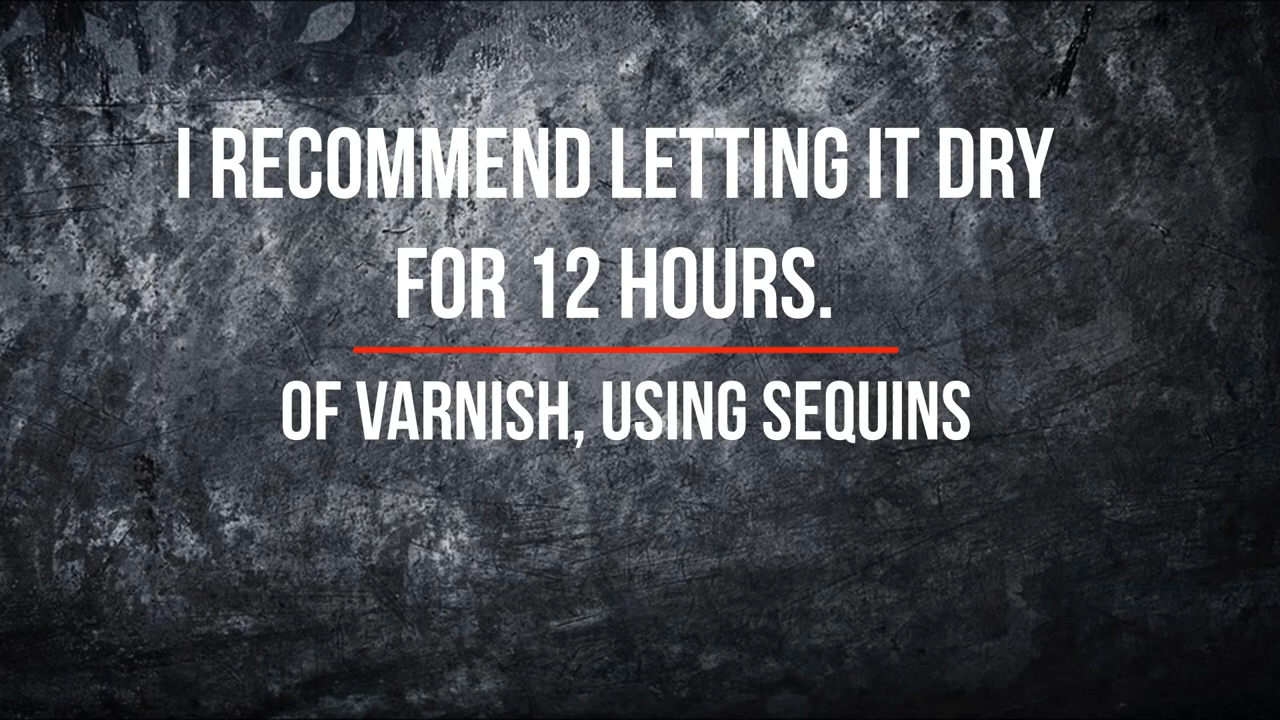 I RECOMMEND LETTING IT DRY
FOR 12 HOURS.
OF VARNISH, USING SEQUINS